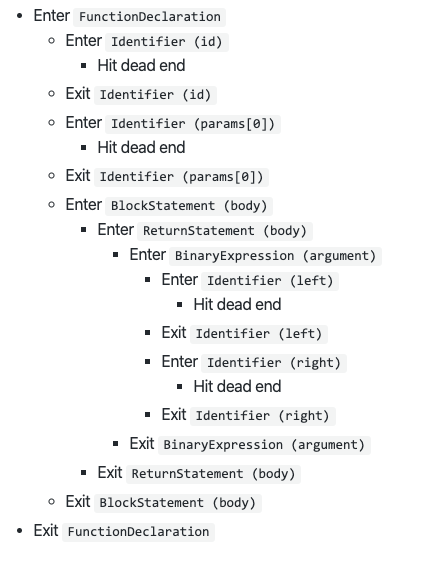 Enter FunctionDeclaration
Enter Identifier (id)
Hit dead end
Exit Identifier (id)
Enter Identifier (params[0])
Hit dead end
Exit Identifier (params[0])
Enter BlockStatement (body)
Enter ReturnStatement (body)
Enter BinaryExpression (argument)
Enter Identifier (left)
Hit dead end
Exit Identifier (left)
Enter Identifier (right)
Hit dead end
Exit Identifier (right)
Exit BinaryExpression (argument)
Exit ReturnStatement (body)
Exit BlockStatement (body)
Exit FunctionDeclaration